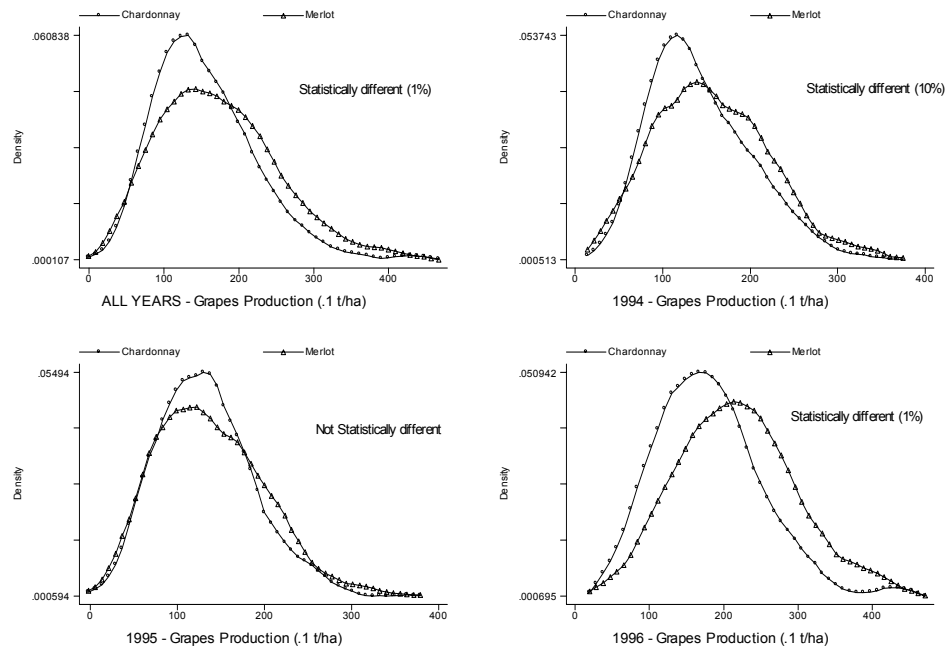 Chardonnay Merlot
.060838
Statistically different (1%)
Density
.000107
0 100 200 300 400
ALL YEARS - Grapes Production (.1 t/ha)
Chardonnay Merlot
.053743
Statistically different (10%)
Density
.000513
0 100 200 300 400
1994 - Grapes Production (.1 t/ha)
Chardonnay Merlot
.05494
Not Statistically different
Density
.000594
0 100 200 300 400
1995 - Grapes Production (.1 t/ha)
Chardonnay Merlot
.050942
Statistically different (1%)
Density
.000695
0 100 200 300 400
1996 - Grapes Production (.1 t/ha)